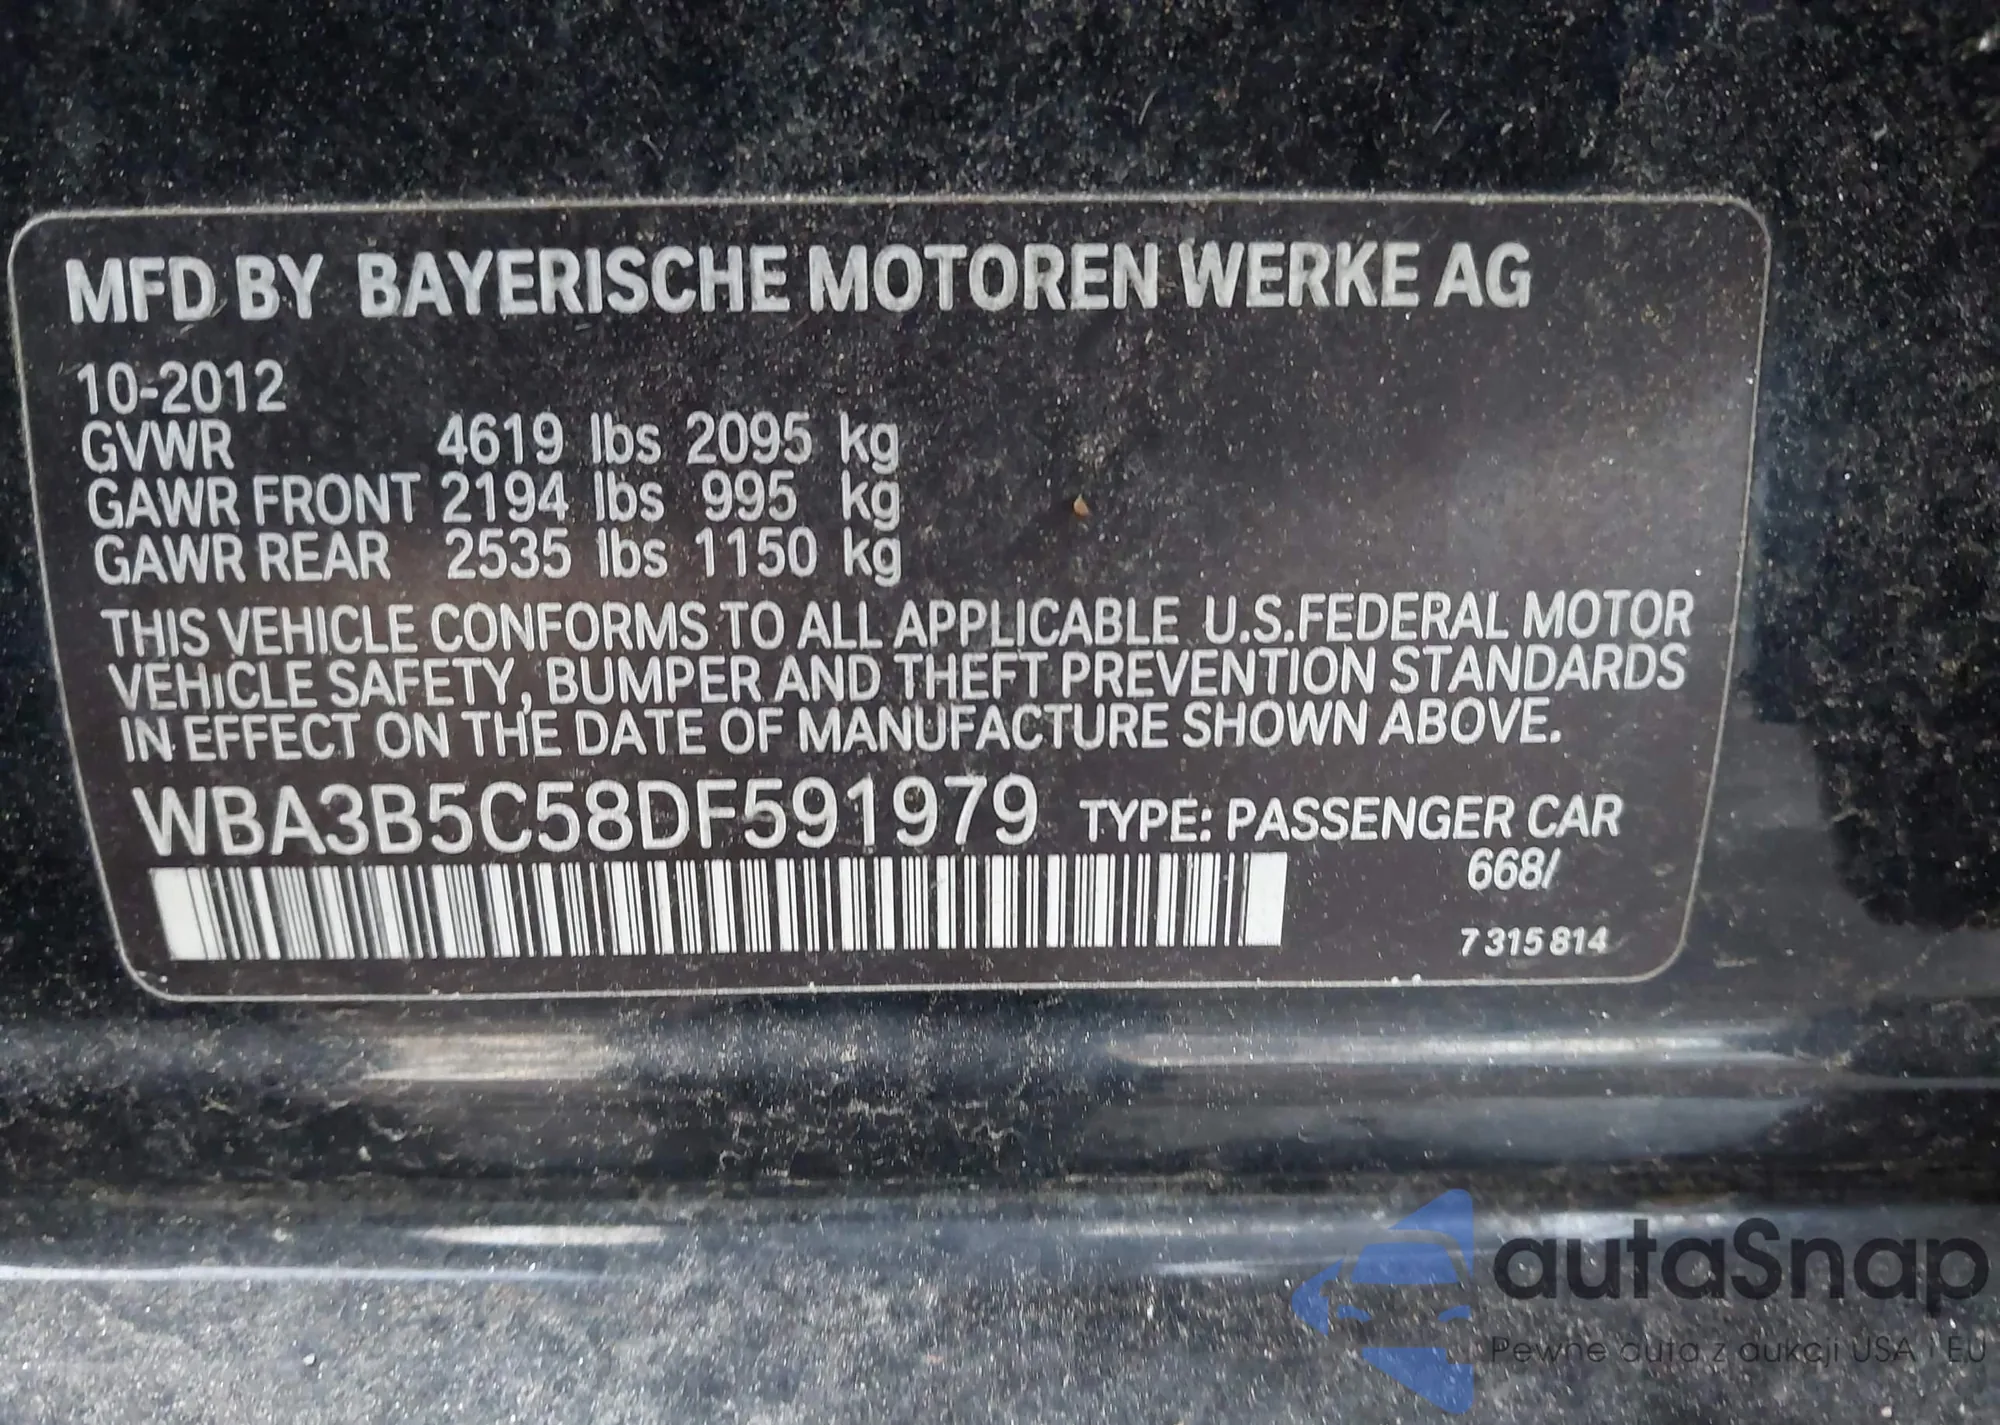 MFD BY BAYERISCHE MOTOREN WERKE AG
10-2012
GVWR 4619 lbs 2095 kg
GAWR FRONT 2194 lbs 995 kg
GAWR REAR 2535 lbs 1150 kg
THIS VEHICLE CONFORMS TO ALL APPLICABLE U.S.FEDERAL MOTOR
VEHICLE SAFETY, BUMPER AND THEFT PREVENTION STANDARDS
IN EFFECT ON THE DATE OF MANUFACTURE SHOWN ABOVE.
WBA3B5C58DF591979 TYPE: PASSENGER CAR
668/
7 315 814
autaSnap
Pewne auta z aukcji USA i EU